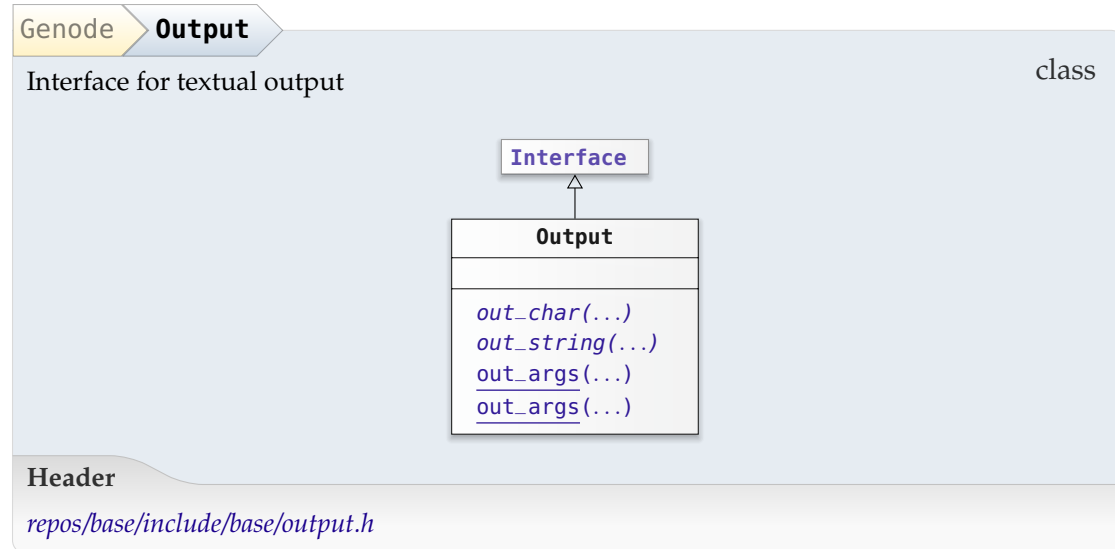 Genode Output
class
Interface for textual output
Interface
Output
out_char(...)
out_string(...)
out_args(...)
out_args(...)
Header
repos/base/include/base/output.h